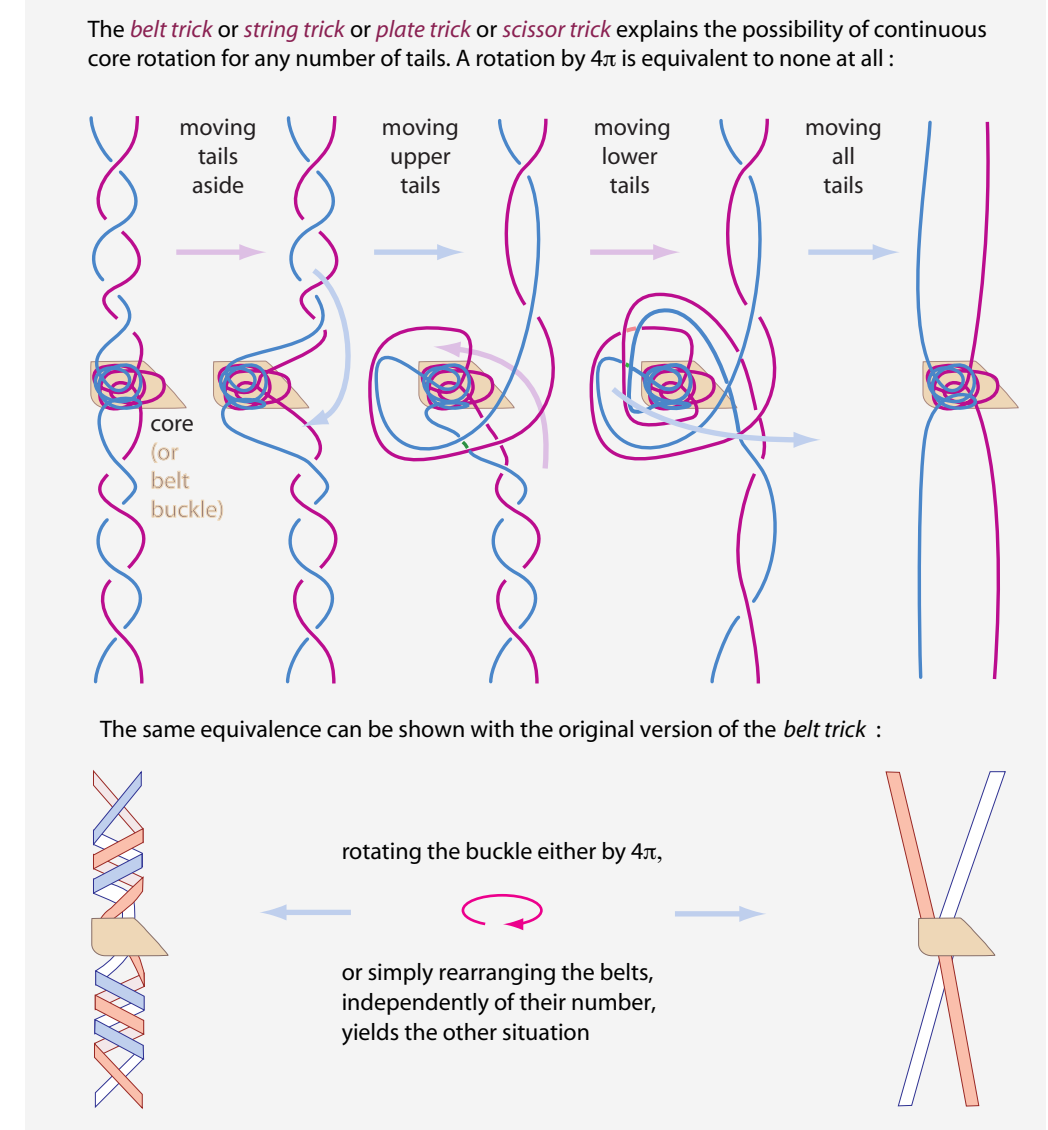 The belt trick or string trick or plate trick or scissor trick explains the possibility of continuous
core rotation for any number of tails. A rotation by 4π is equivalent to none at all :
moving
tails
aside
moving
upper
tails
moving
lower
tails
moving
all
tails
core
(or
belt
buckle)
The same equivalence can be shown with the original version of the belt trick :
rotating the buckle either by 4π,
or simply rearranging the belts,
independently of their number,
yields the other situation